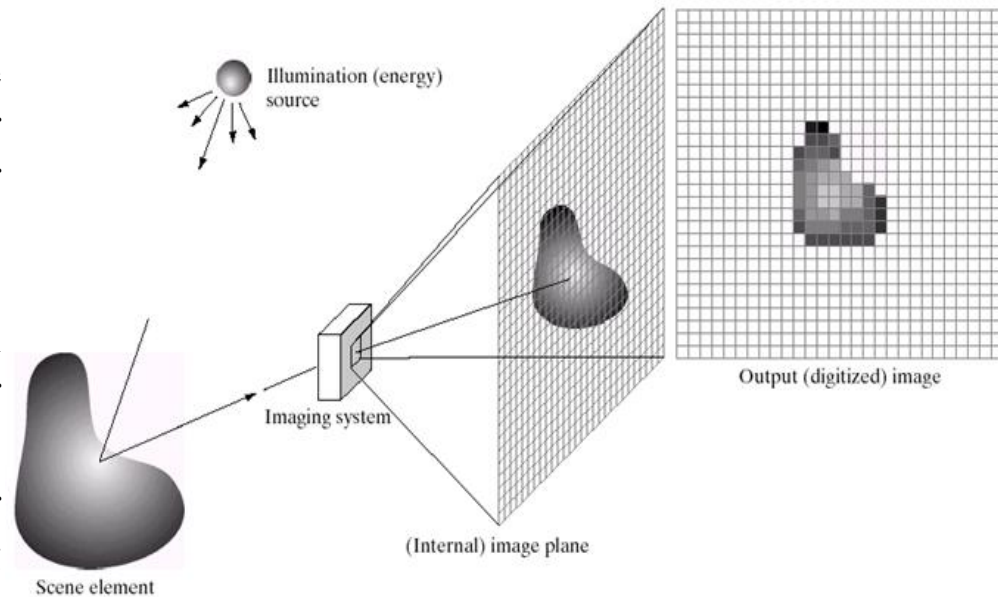 Illumination (energy)
source
Output (digitized) image
Imaging system
(Internal) image plane
Scene element